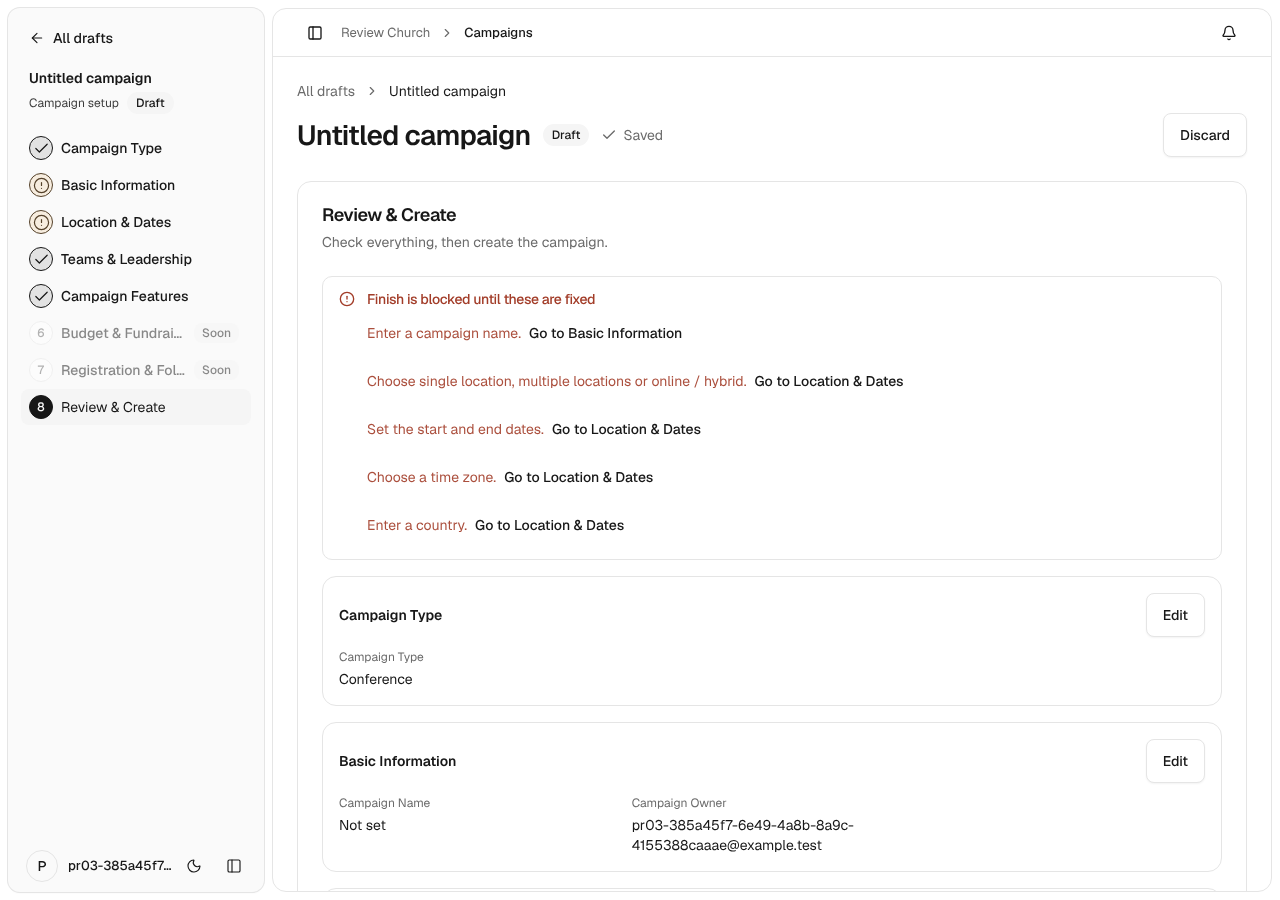 All drafts
Untitled campaign
Campaign setup Draft
Campaign Type
Basic Information
Location & Dates
Teams & Leadership
Campaign Features
6 Budget & Fundrai... Soon
7 Registration & Fol... Soon
8 Review & Create
P pr03-385a45f7...
Review Church > Campaigns
All drafts > Untitled campaign
Untitled campaign Draft Saved
Discard
Review & Create
Check everything, then create the campaign.
Finish is blocked until these are fixed
Enter a campaign name. Go to Basic Information
Choose single location, multiple locations or online / hybrid. Go to Location & Dates
Set the start and end dates. Go to Location & Dates
Choose a time zone. Go to Location & Dates
Enter a country. Go to Location & Dates
Campaign Type Edit
Campaign Type
Conference
Basic Information Edit
Campaign Name Campaign Owner
Not set pr03-385a45f7-6e49-4a8b-8a9c-
4155388caaae@example.test